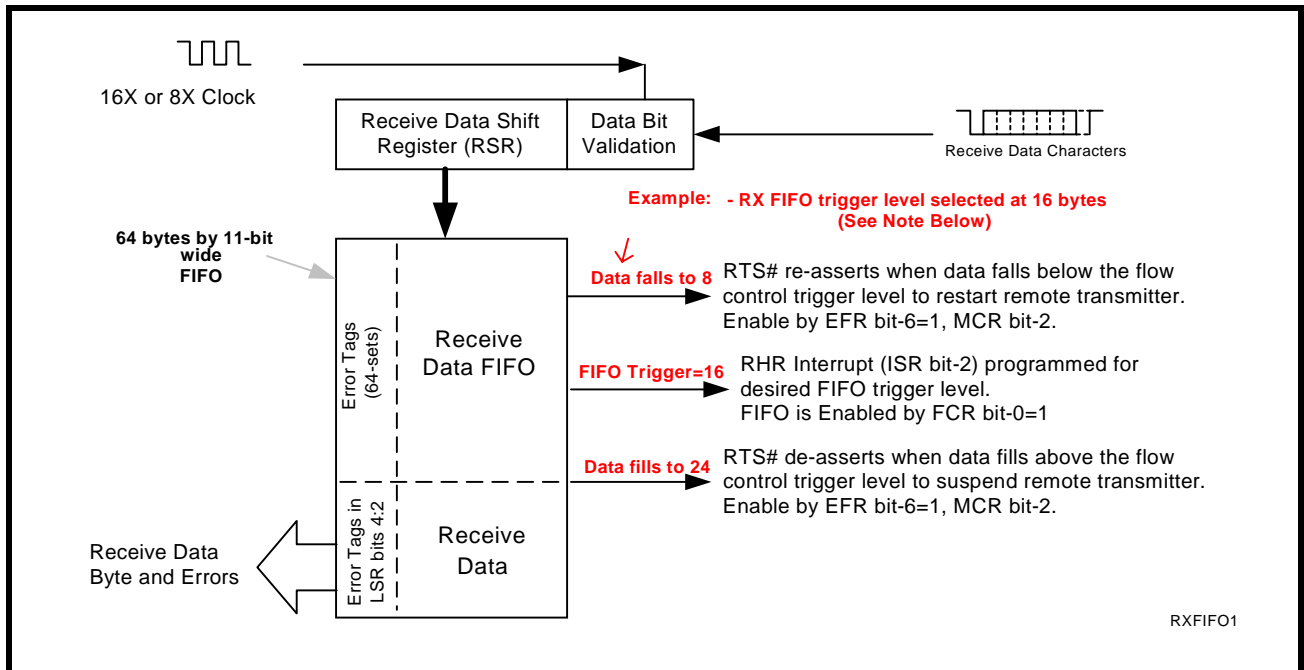 16X or 8X Clock
Receive Data Shift
Register (RSR)
Data Bit
Validation
Receive Data Characters
Example: - RX FIFO trigger level selected at 16 bytes
(See Note Below)
64 bytes by 11-bit
wide
FIFO
Error Tags
(64-sets)
Receive
Data FIFO
Data falls to 8
RTS# re-asserts when data falls below the flow
control trigger level to restart remote transmitter.
Enable by EFR bit-6=1, MCR bit-2.
FIFO Trigger=16
RHR Interrupt (ISR bit-2) programmed for
desired FIFO trigger level.
FIFO is Enabled by FCR bit-0=1
Data fills to 24
RTS# de-asserts when data fills above the flow
control trigger level to suspend remote transmitter.
Enable by EFR bit-6=1, MCR bit-2.
Error Tags in
LSR bits 4:2
Receive
Data
Receive Data
Byte and Errors
RXFIFO1